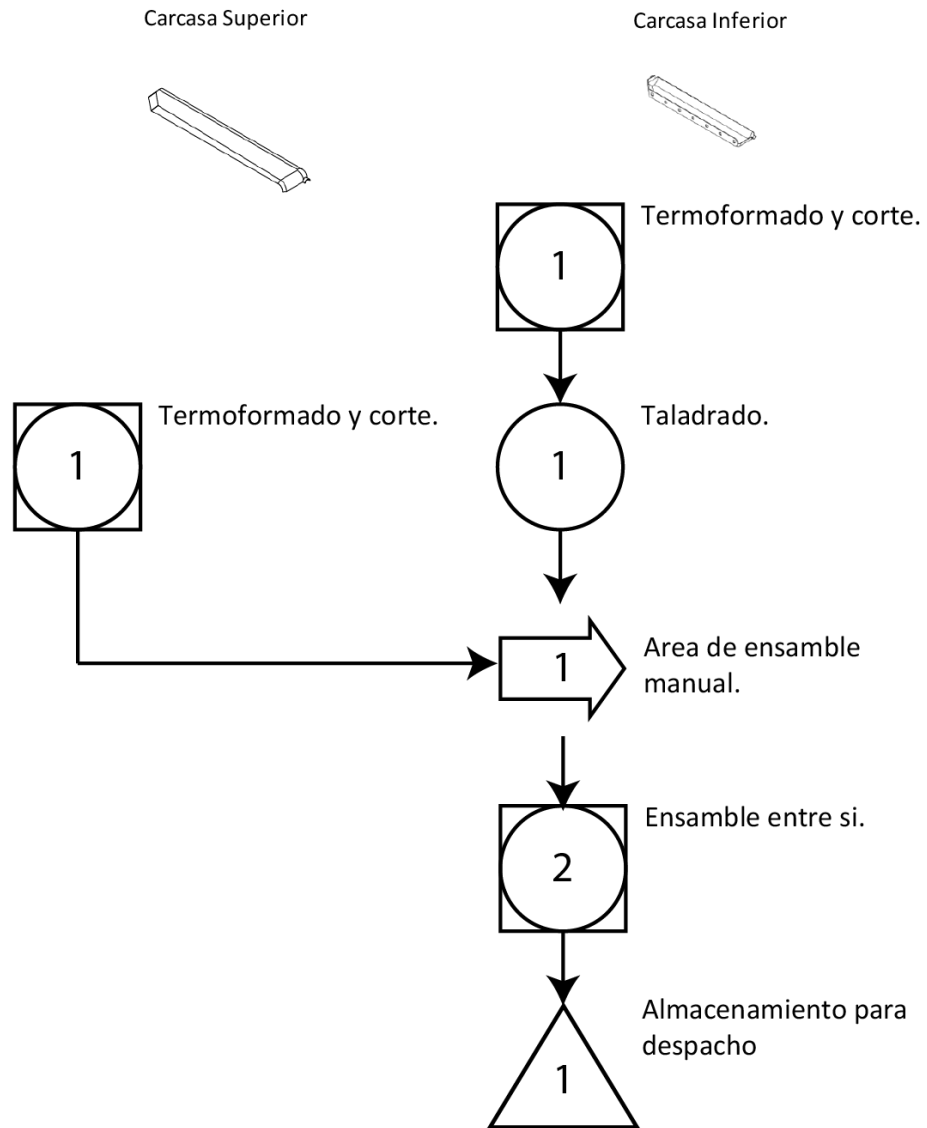 Carcasa Superior
Carcasa Inferior
Termoformado y corte.
1
Termoformado y corte.
1
Taladrado.
1
Area de ensamble
manual.
1
Ensamble entre si.
2
Almacenamiento para
despacho
1